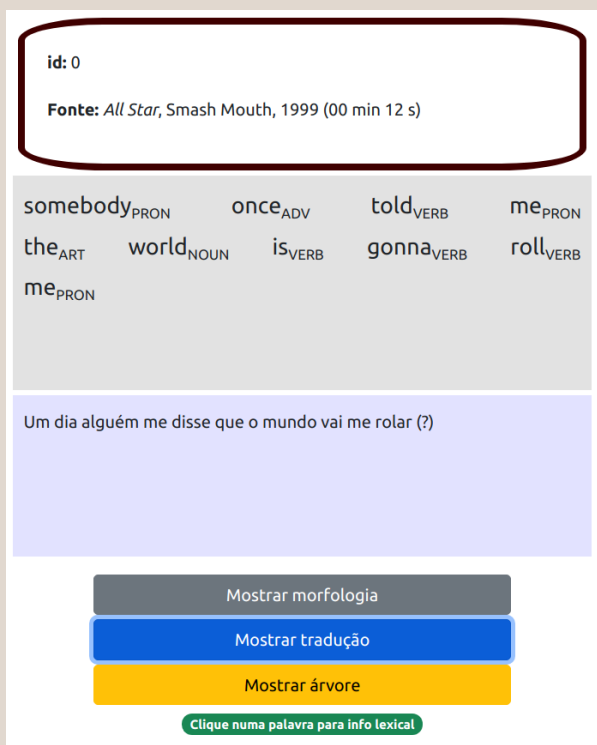 id: 0
Fonte: All Star, Smash Mouth, 1999 (00 min 12 s)
somebodyPRON onceADV toldVERB mePRON
theART worldNOUN isVERB gonnaVERB rollVERB
mePRON
Um dia alguém me disse que o mundo vai me rolar (?)
Mostrar morfologia
Mostrar tradução
Mostrar árvore
Clique numa palavra para info lexical